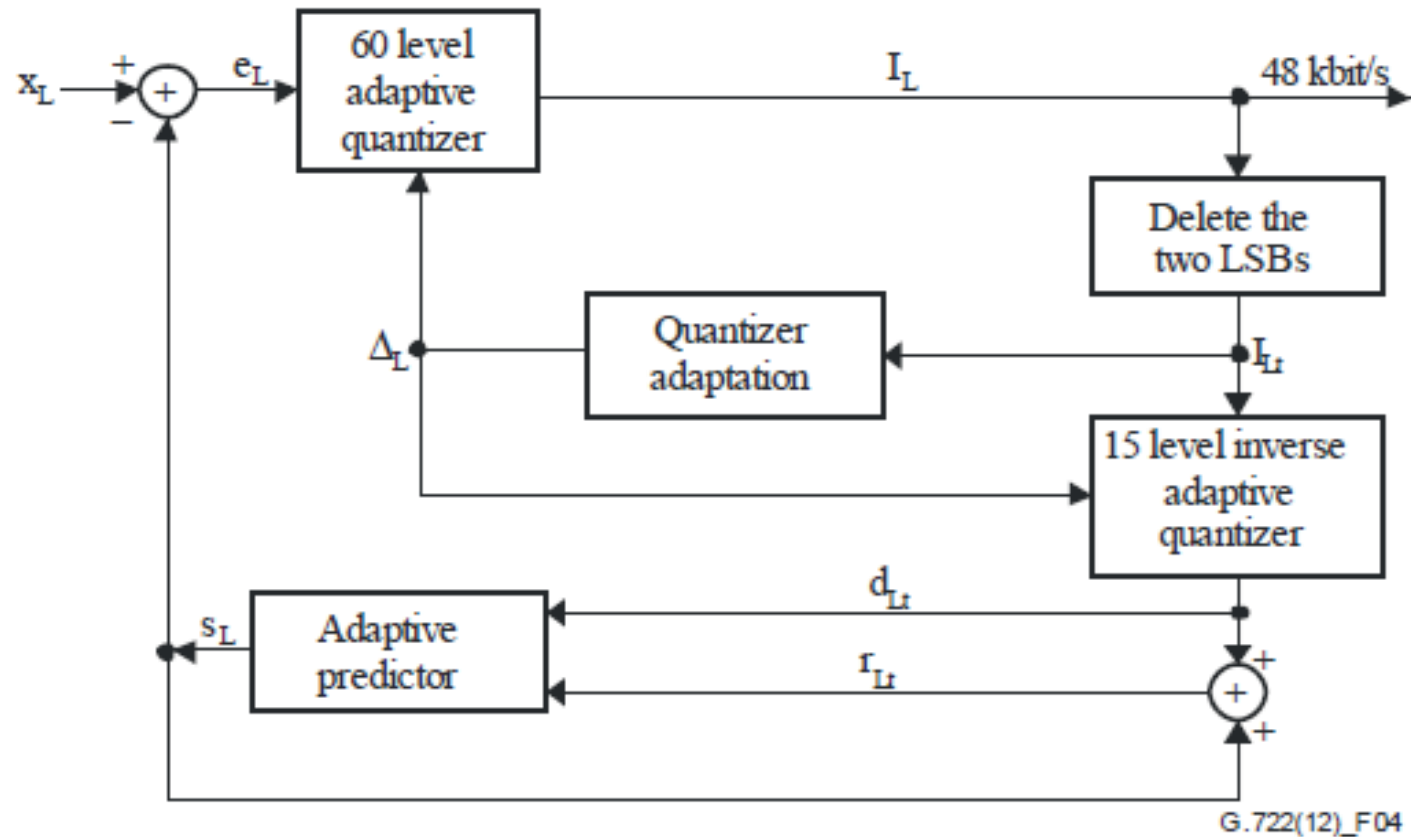 60 level
adaptive
quantizer
x_L
+
−
+
e_L
I_L
48 kbit/s
Delete the
two LSBs
Quantizer
adaptation
Δ_L
I_Lt
15 level inverse
adaptive
quantizer
d_Lt
s_L
Adaptive
predictor
r_Lt
+
+
+
G.722(12)_F04